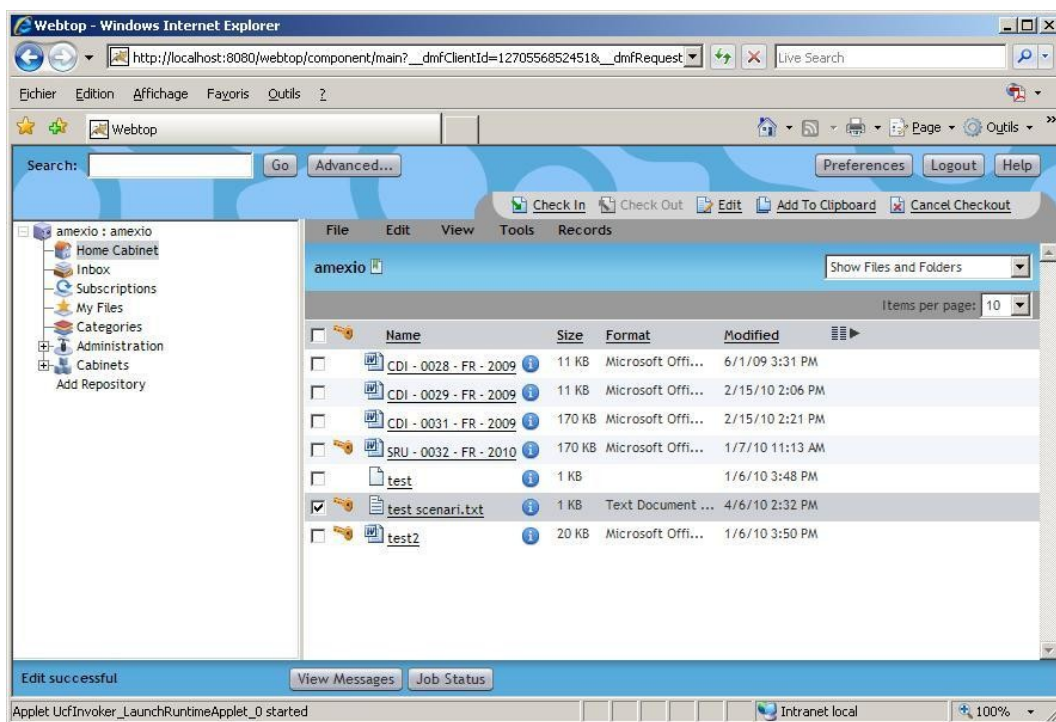 Webtop - Windows Internet Explorer
http://localhost:8080/webtop/component/main?__dmfClientId=1270556852451&__dmfRequest
Live Search
Fichier Edition Affichage Favoris Outils ?
Webtop
Page Outils
Search: Go Advanced... Preferences Logout Help
Check In Check Out Edit Add To Clipboard Cancel Checkout
amexio : amexio
Home Cabinet
Inbox
Subscriptions
My Files
Categories
Administration
Cabinets
Add Repository
File Edit View Tools Records
amexio Show Files and Folders
Items per page: 10
Name Size Format Modified
CDI - 0028 - FR - 2009 11 KB Microsoft Offi... 6/1/09 3:31 PM
CDI - 0029 - FR - 2009 11 KB Microsoft Offi... 2/15/10 2:06 PM
CDI - 0031 - FR - 2009 170 KB Microsoft Offi... 2/15/10 2:21 PM
SRU - 0032 - FR - 2010 170 KB Microsoft Offi... 1/7/10 11:13 AM
test 1 KB 1/6/10 3:48 PM
test scenari.txt 1 KB Text Document ... 4/6/10 2:32 PM
test2 20 KB Microsoft Offi... 1/6/10 3:50 PM
Edit successful View Messages Job Status
Applet UcfInvoker_LaunchRuntimeApplet_0 started Intranet local 100%